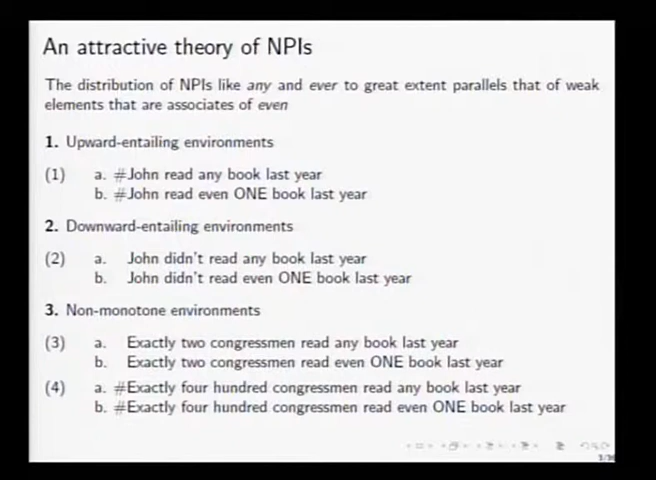 An attractive theory of NPIs
The distribution of NPIs like any and ever to great extent parallels that of weak
elements that are associates of even
1. Upward-entailing environments
(1) a. #John read any book last year
b. #John read even ONE book last year
2. Downward-entailing environments
(2) a. John didn't read any book last year
b. John didn't read even ONE book last year
3. Non-monotone environments
(3) a. Exactly two congressmen read any book last year
b. Exactly two congressmen read even ONE book last year
(4) a. #Exactly four hundred congressmen read any book last year
b. #Exactly four hundred congressmen read even ONE book last year